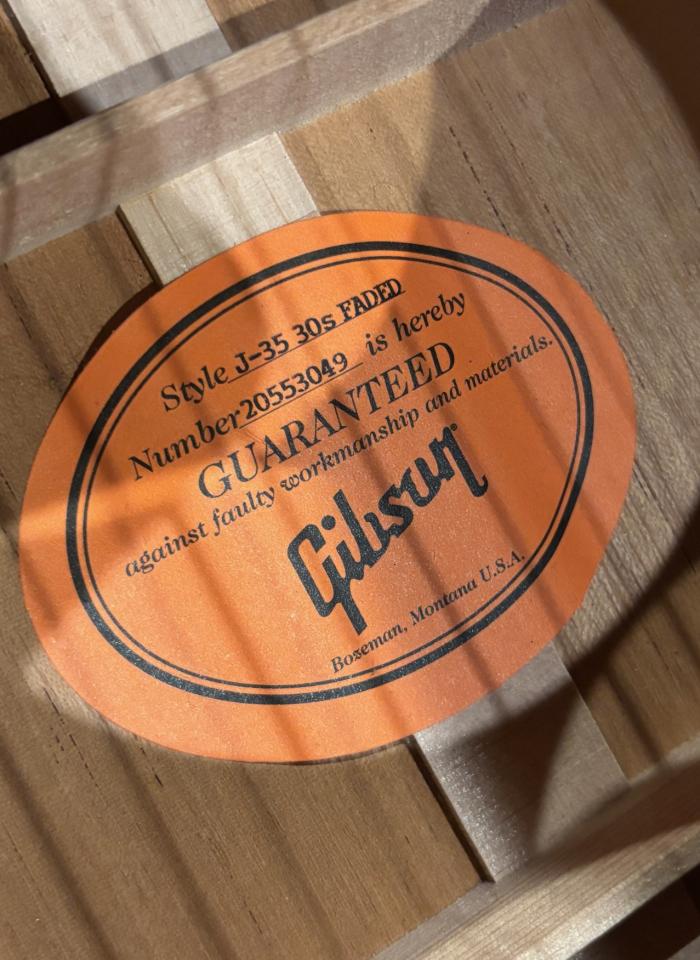 Style J-35 30s FADED
Number 20553049 is hereby
GUARANTEED
against faulty workmanship and materials.
Gibson
Bozeman, Montana U.S.A.